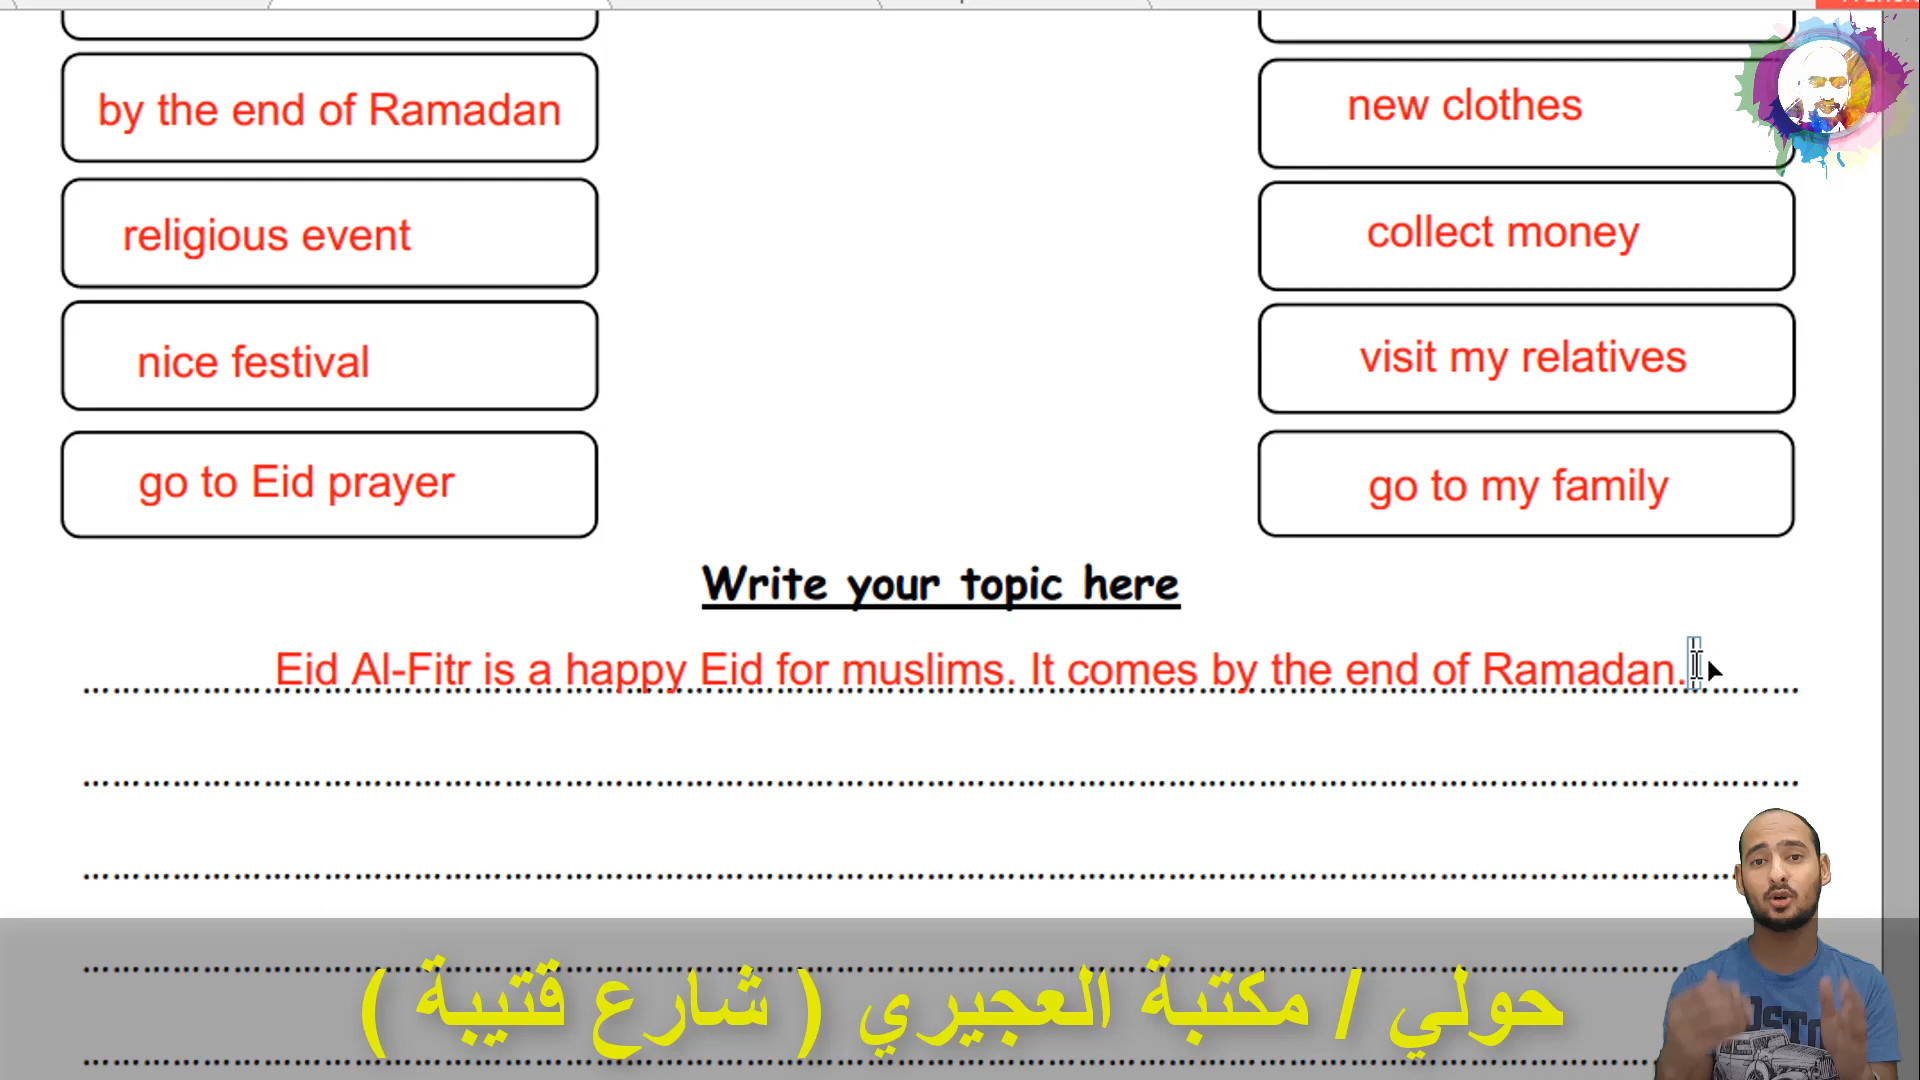 by the end of Ramadan
new clothes
religious event
collect money
nice festival
visit my relatives
go to Eid prayer
go to my family
Write your topic here
Eid Al-Fitr is a happy Eid for muslims. It comes by the end of Ramadan.
حولي / مكتبة العجيري ( شارع قتيبة )